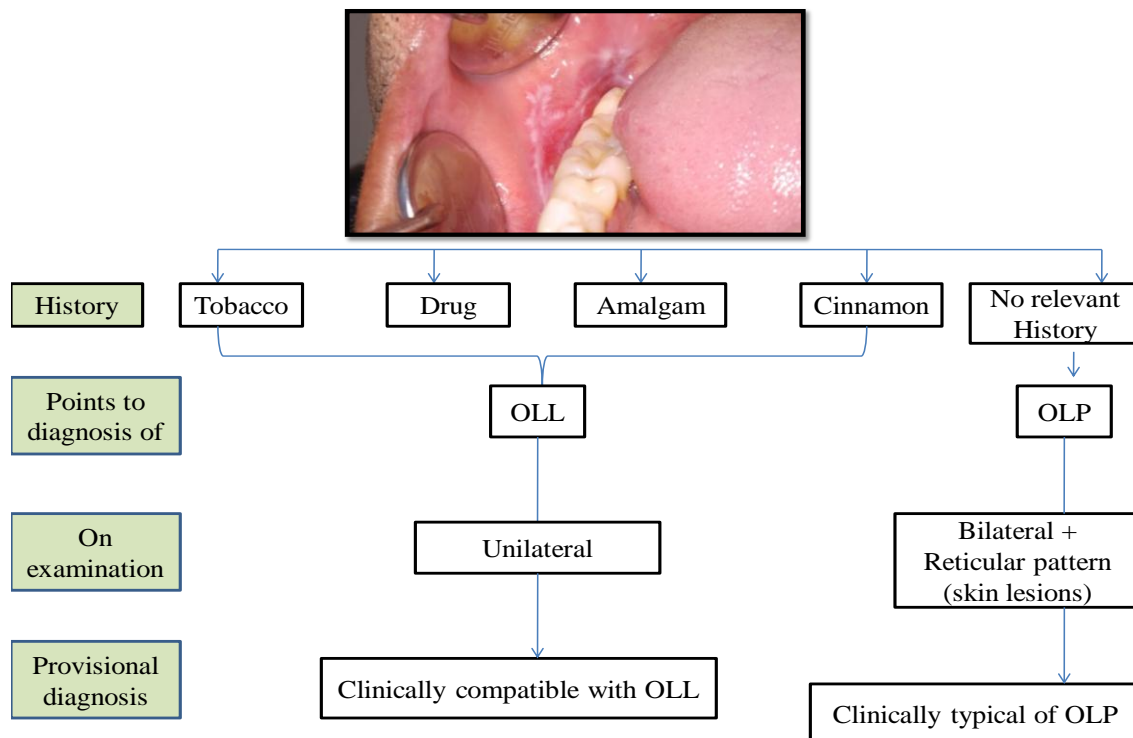 History
Tobacco
Drug
Amalgam
Cinnamon
No relevant
History
Points to
diagnosis of
OLL
OLP
On
examination
Unilateral
Bilateral +
Reticular pattern
(skin lesions)
Provisional
diagnosis
Clinically compatible with OLL
Clinically typical of OLP